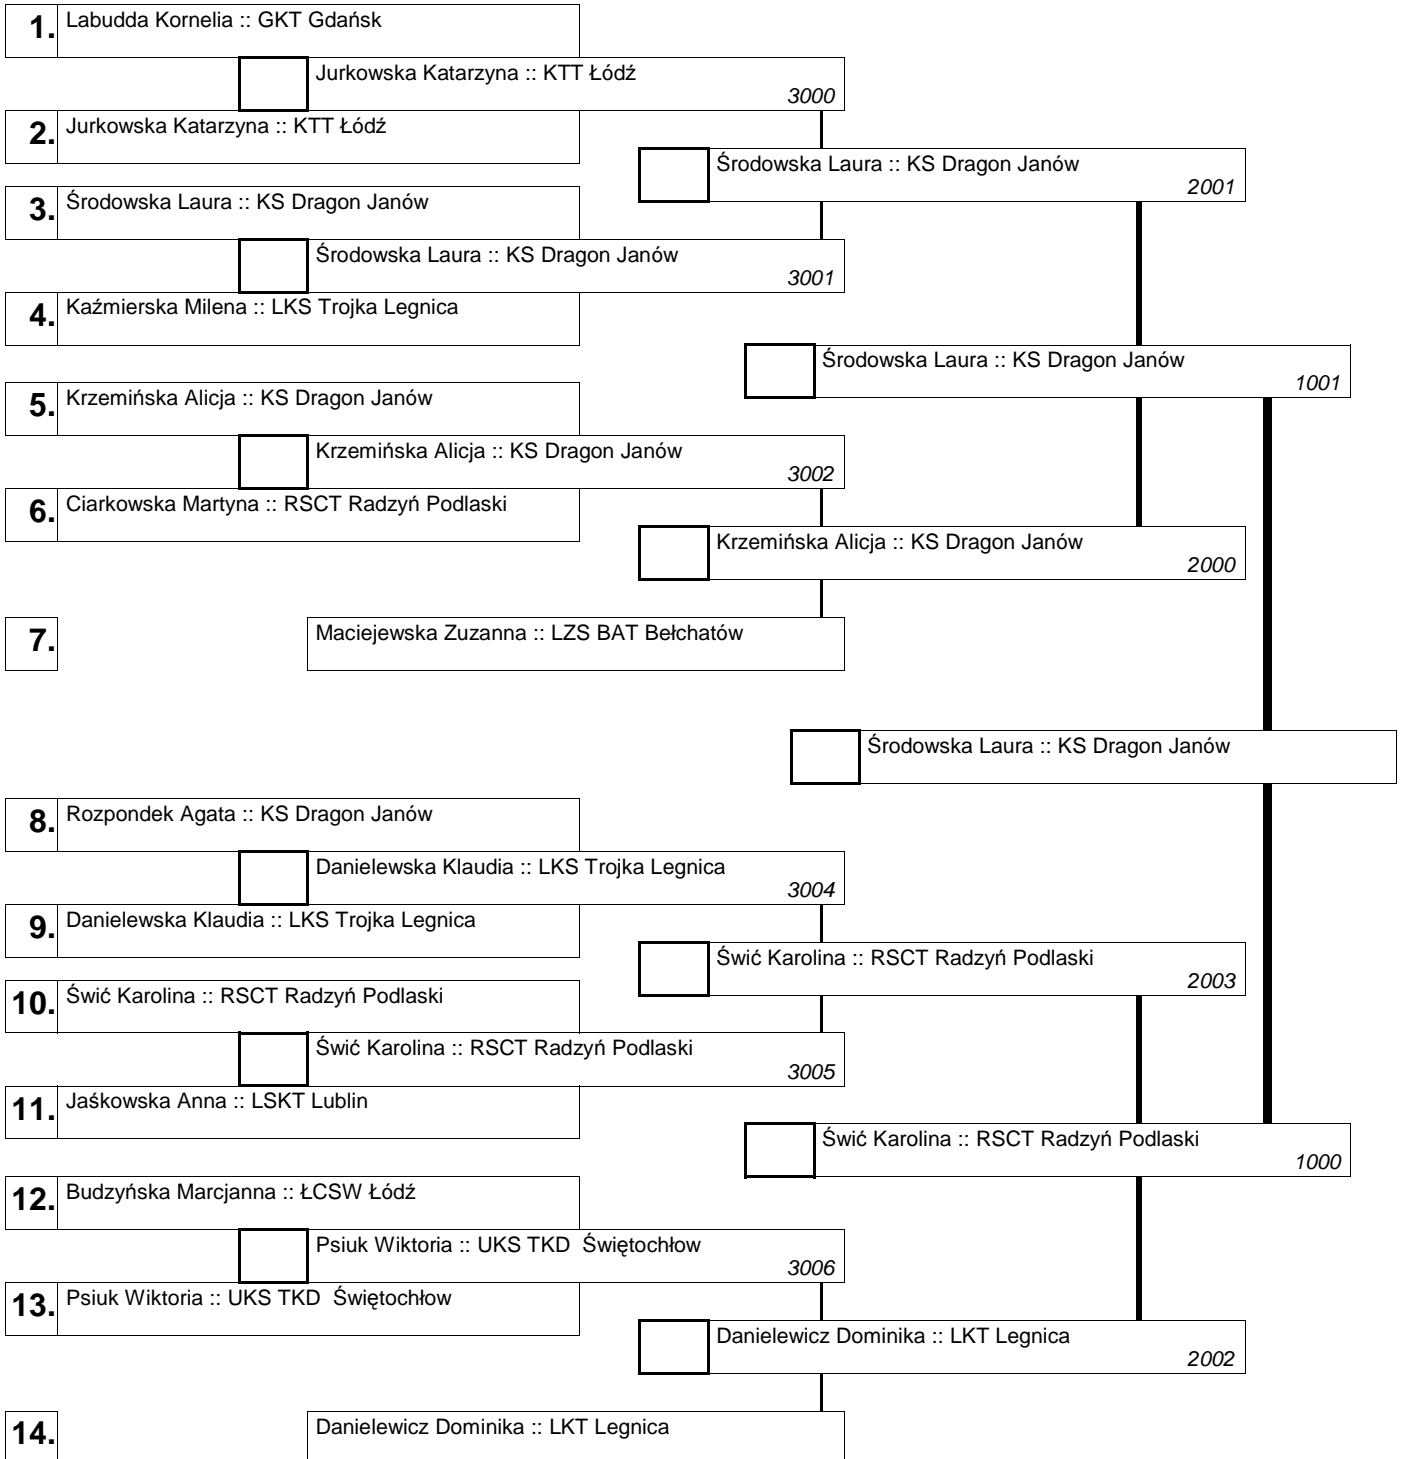 1. Labudda Kornelia :: GKT Gdańsk
Jurkowska Katarzyna :: KTT Łódź
3000
2. Jurkowska Katarzyna :: KTT Łódź
Środowska Laura :: KS Dragon Janów
2001
3. Środowska Laura :: KS Dragon Janów
Środowska Laura :: KS Dragon Janów
3001
4. Kaźmierska Milena :: LKS Trojka Legnica
Środowska Laura :: KS Dragon Janów
1001
5. Krzemińska Alicja :: KS Dragon Janów
Krzemińska Alicja :: KS Dragon Janów
3002
6. Ciarkowska Martyna :: RSCT Radzyń Podlaski
Krzemińska Alicja :: KS Dragon Janów
2000
7. Maciejewska Zuzanna :: LZS BAT Bełchatów
Środowska Laura :: KS Dragon Janów
8. Rozpondek Agata :: KS Dragon Janów
Danielewska Klaudia :: LKS Trojka Legnica
3004
9. Danielewska Klaudia :: LKS Trojka Legnica
Świć Karolina :: RSCT Radzyń Podlaski
2003
10. Świć Karolina :: RSCT Radzyń Podlaski
Świć Karolina :: RSCT Radzyń Podlaski
3005
11. Jaśkowska Anna :: LSKT Lublin
Świć Karolina :: RSCT Radzyń Podlaski
1000
12. Budzyńska Marcjanna :: ŁCSW Łódź
Psiuk Wiktoria :: UKS TKD  Świętochłow
3006
13. Psiuk Wiktoria :: UKS TKD  Świętochłow
Danielewicz Dominika :: LKT Legnica
2002
14. Danielewicz Dominika :: LKT Legnica